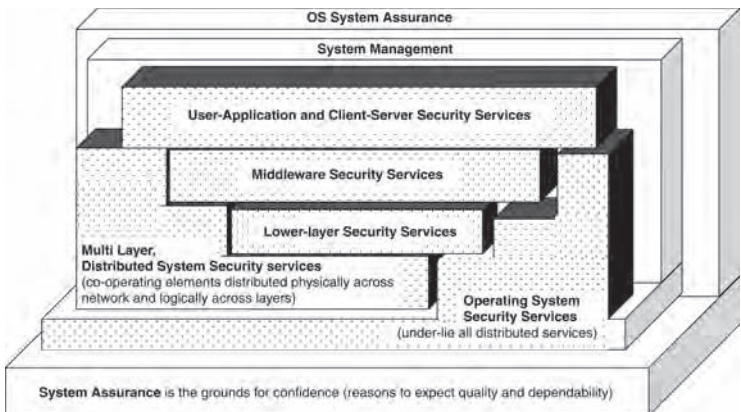 OS System Assurance
System Management
User-Application and Client-Server Security Services
Middleware Security Services
Lower-layer Security Services
Multi Layer,
Distributed System Security services
(co-operating elements distributed physically across
network and logically across layers)
Operating System
Security Services
(under-lie all distributed services)
System Assurance is the grounds for confidence (reasons to expect quality and dependability)